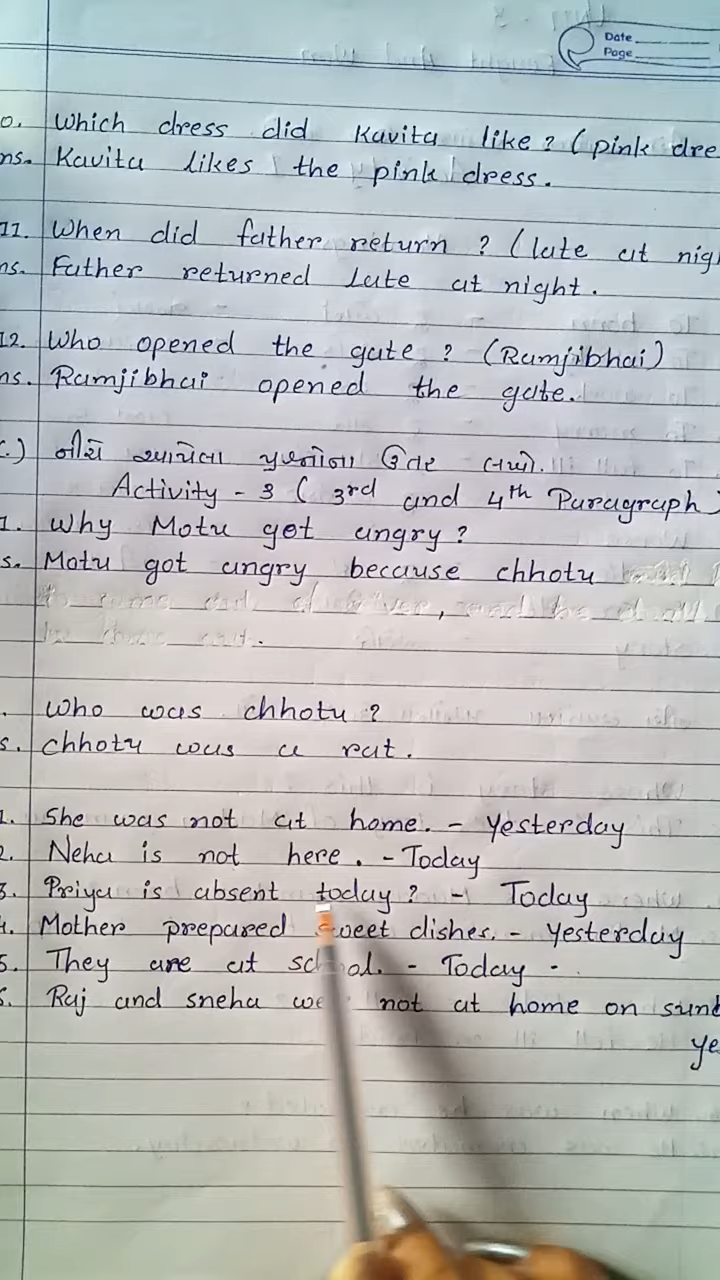 Date
Page
0. Which dress did Kavita like? (pink dre
ns. Kavita likes the pink dress.
11. When did father return? (late at nig
ns. Father returned late at night.
12. Who opened the gate? (Ramjibhai)
ns. Ramjibhai opened the gate.
C.) નીચે આપેલા પ્રશ્નોના ઉત્તર લખો.
Activity - 3 ( 3rd and 4th Paragraph)
1. Why Motu got angry?
s. Motu got angry because chhotu
. Who was chhotu?
s. chhotu was a rat.
1. She was not at home. - Yesterday
2. Neha is not here. - Today
3. Priya is absent today? - Today
4. Mother prepared sweet dishes. - Yesterday
5. They are at sc ol. - Today -
6. Raj and sneha we not at home on sund
ye